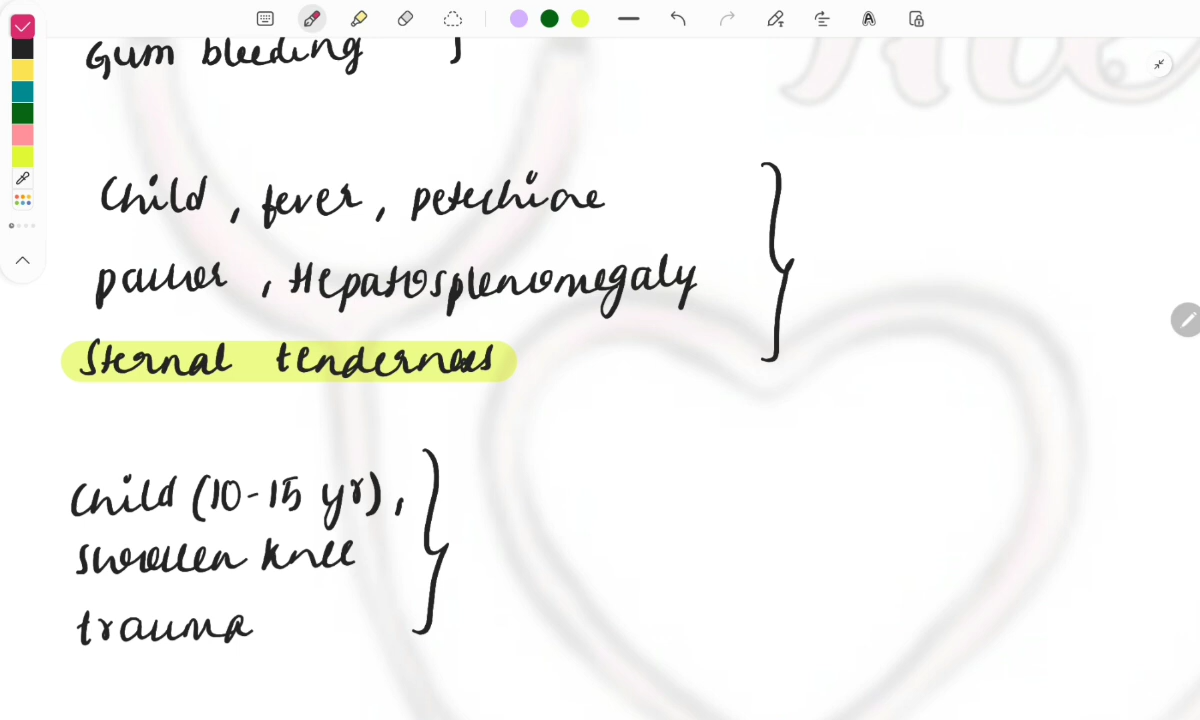 Gum bleeding
Child, fever, petechiae
pallor, Hepatosplenomegaly
Sternal tenderness
Child (10-15 yr),
swollen knee
trauma